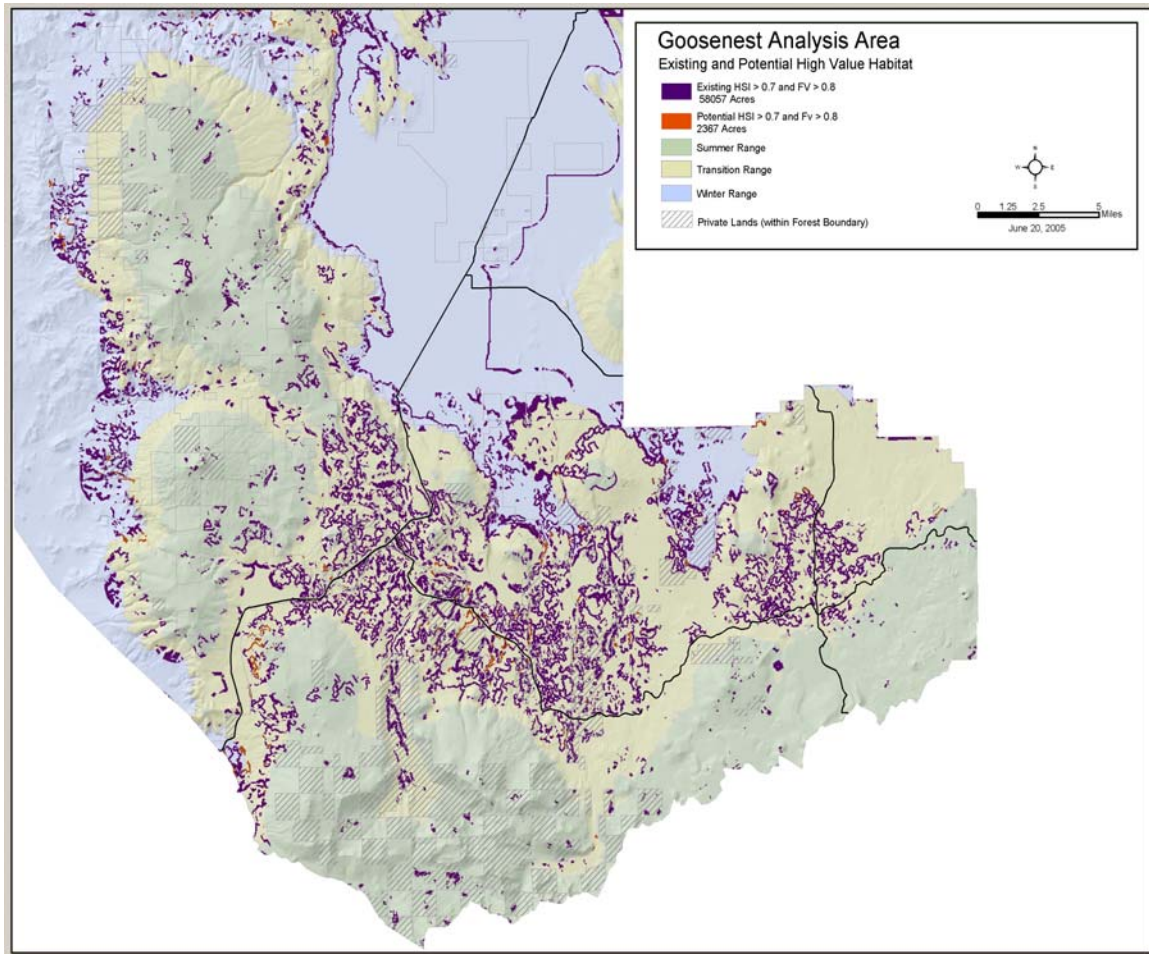 Goosenest Analysis Area
Existing and Potential High Value Habitat
Existing HSI > 0.7 and FV > 0.8
58057 Acres
Potential HSI > 0.7 and Fv > 0.8
2367 Acres
Summer Range
Transition Range
Winter Range
Private Lands (within Forest Boundary)
N
W E
S
0 1.25 2.5 5
Miles
June 20, 2005